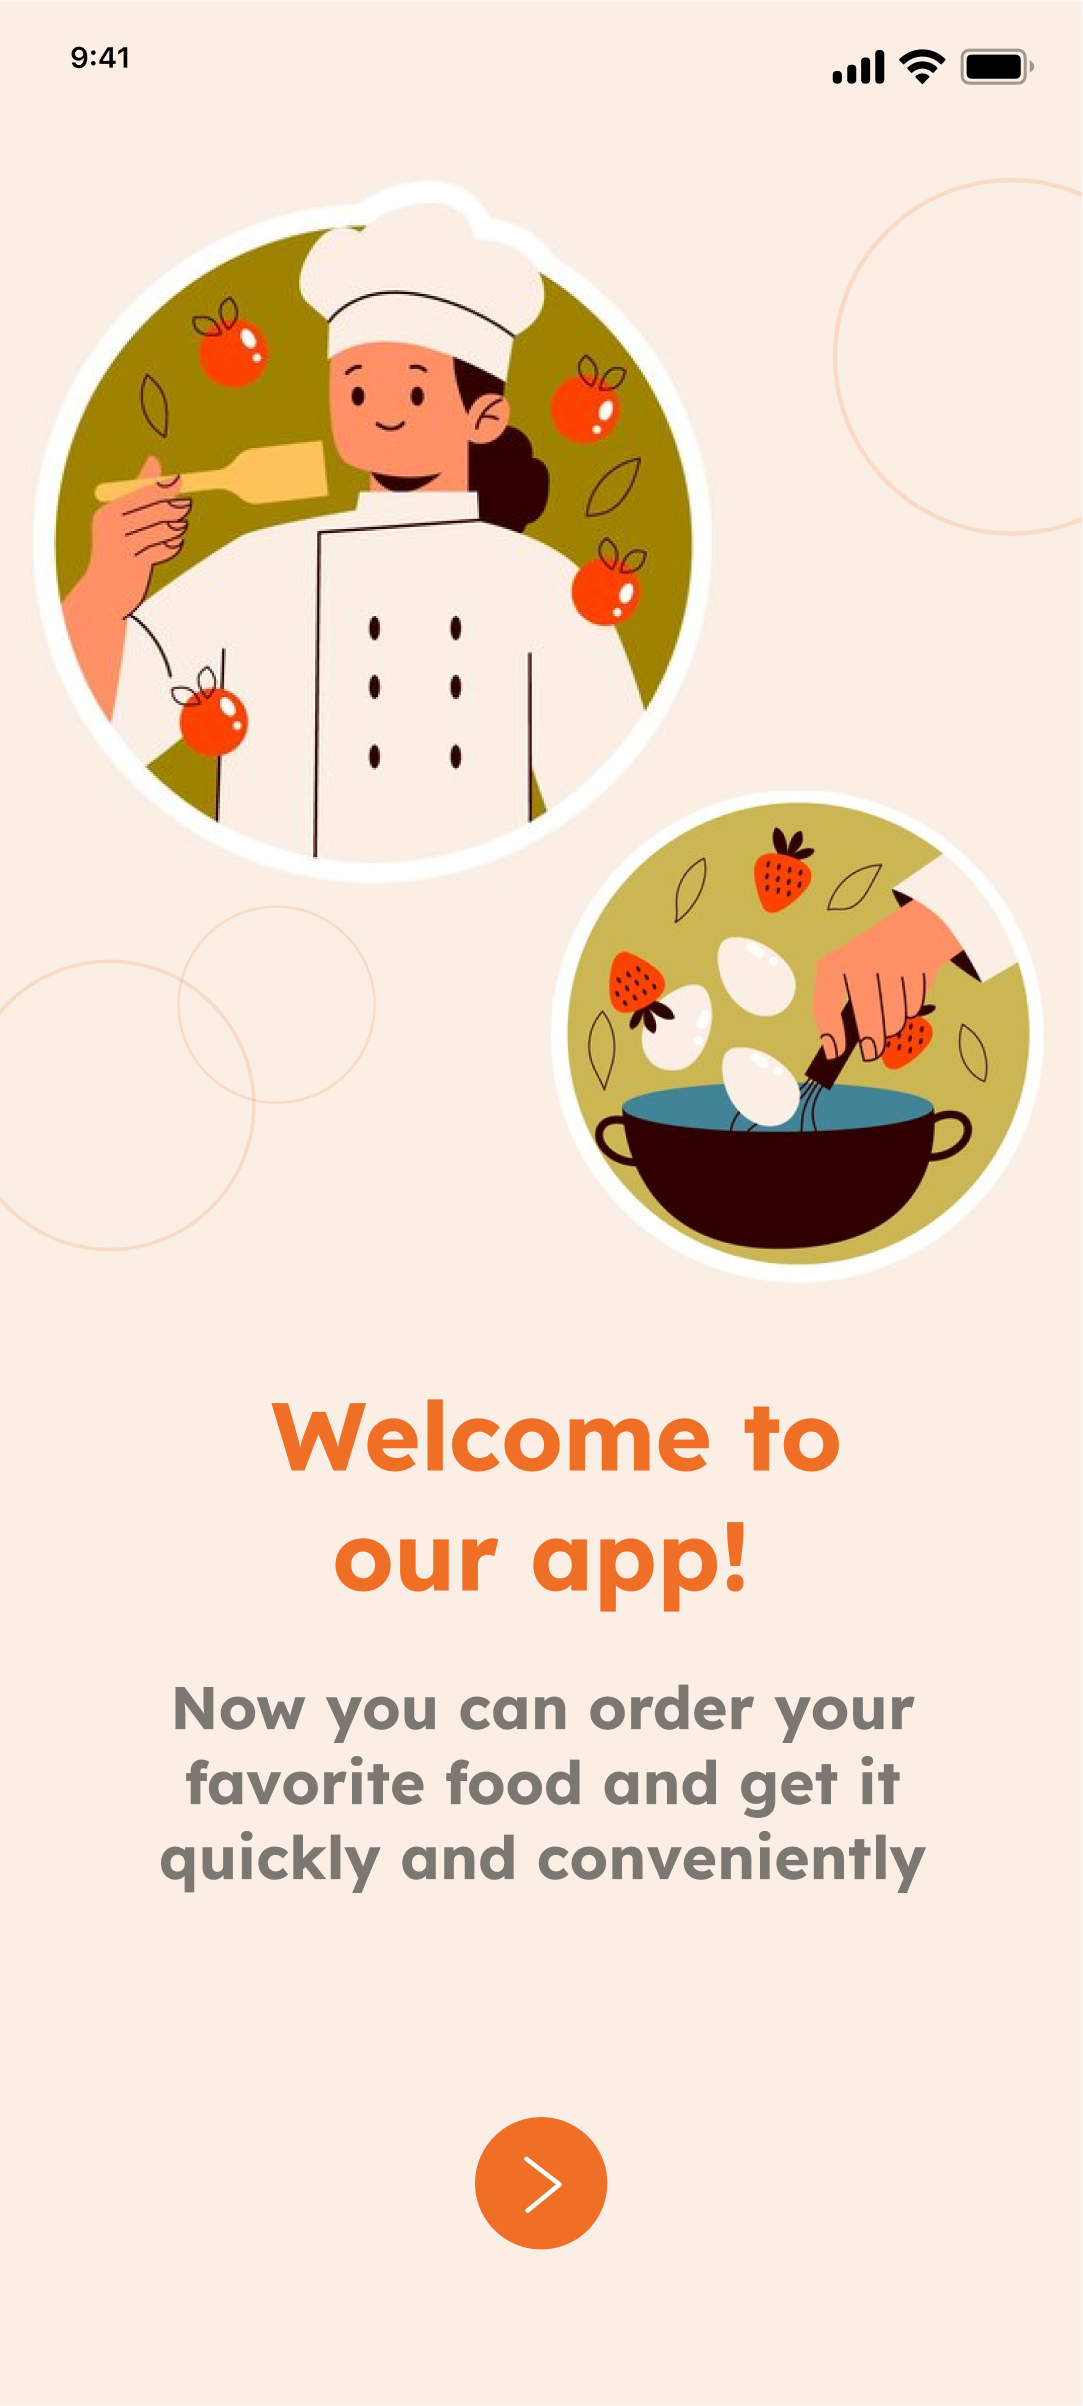 9:41
Welcome to
our app!
Now you can order your
favorite food and get it
quickly and conveniently